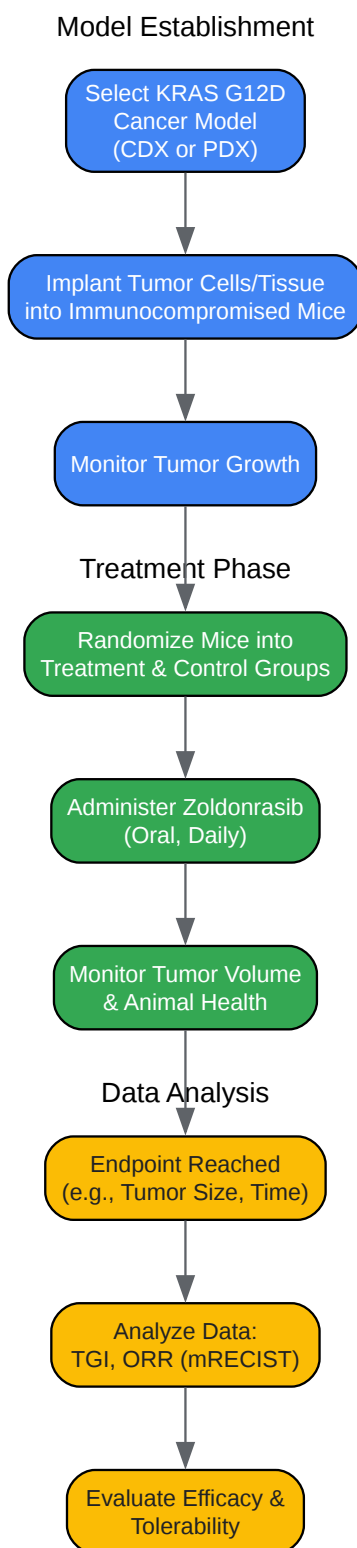 Model Establishment
Select KRAS G12D
Cancer Model
(CDX or PDX)
Implant Tumor Cells/Tissue
into Immunocompromised Mice
Monitor Tumor Growth
Treatment Phase
Randomize Mice into
Treatment & Control Groups
Administer Zoldonrasib
(Oral, Daily)
Monitor Tumor Volume
& Animal Health
Data Analysis
Endpoint Reached
(e.g., Tumor Size, Time)
Analyze Data:
TGI, ORR (mRECIST)
Evaluate Efficacy &
Tolerability